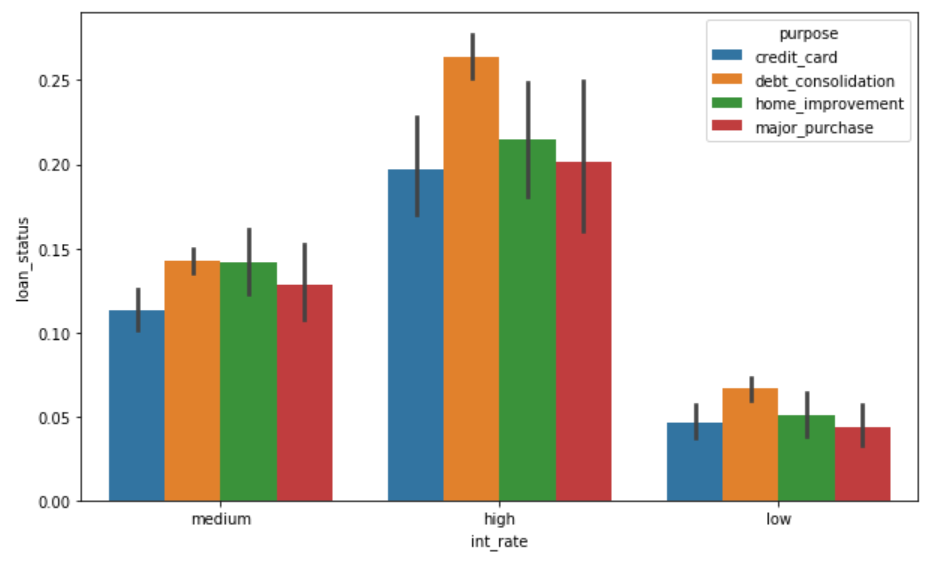 purpose
credit_card
debt_consolidation
home_improvement
major_purchase
0.25
0.20
0.15
0.10
0.05
0.00
loan_status
medium high low
int_rate